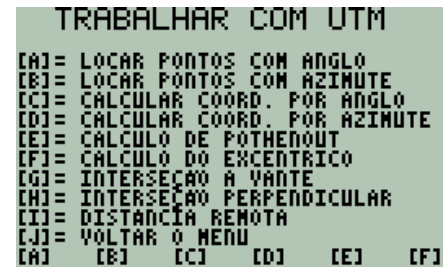 TRABALHAR COM UTM
[A]= LOCAR PONTOS COM ANGLO
[B]= LOCAR PONTOS COM AZIMUTE
[C]= CALCULAR COORD. POR ANGLO
[D]= CALCULAR COORD. POR AZIMUTE
[E]= CALCULO DE POTHENOUT
[F]= CALCULO DO EXCENTRICO
[G]= INTERSEÇAO A VANTE
[H]= INTERSEÇAO PERPENDICULAR
[I]= DISTANCIA REMOTA
[J]= VOLTAR O MENU
[A] [B] [C] [D] [E] [F]